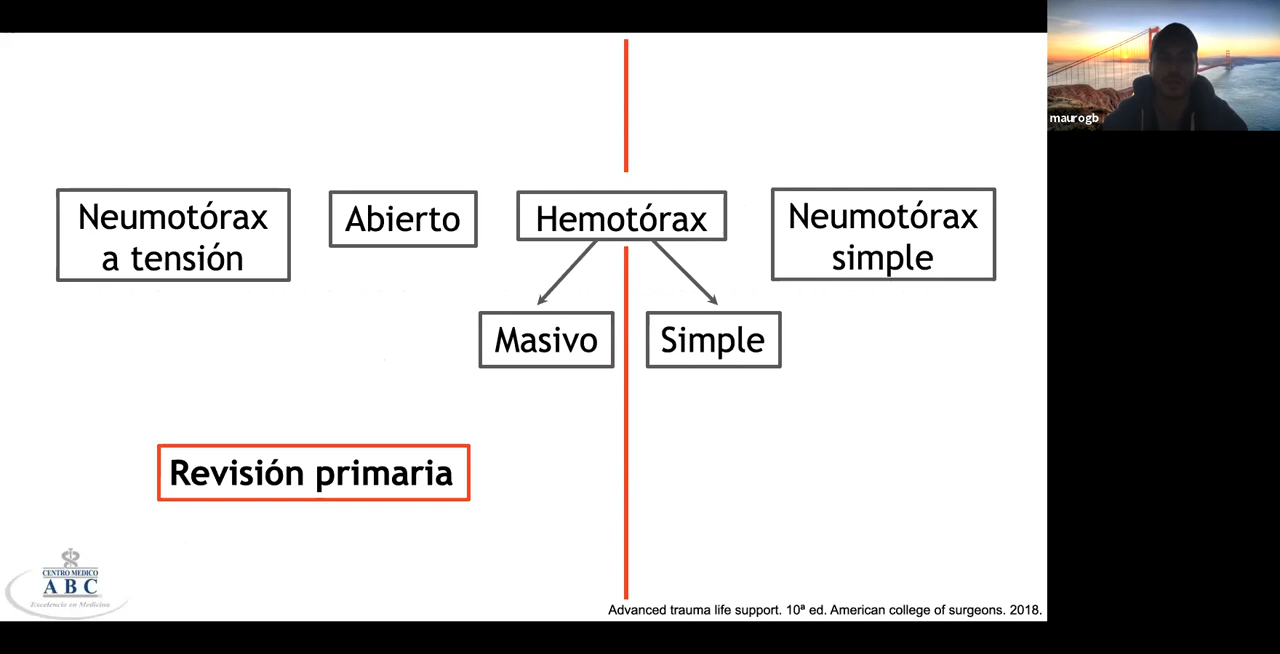 maurogb
Neumotórax
a tensión
Abierto
Hemotórax
Neumotórax
simple
Masivo
Simple
Revisión primaria
CENTRO MEDICO
A B C
Excelencia en Medicina
Advanced trauma life support. 10ª ed. American college of surgeons. 2018.